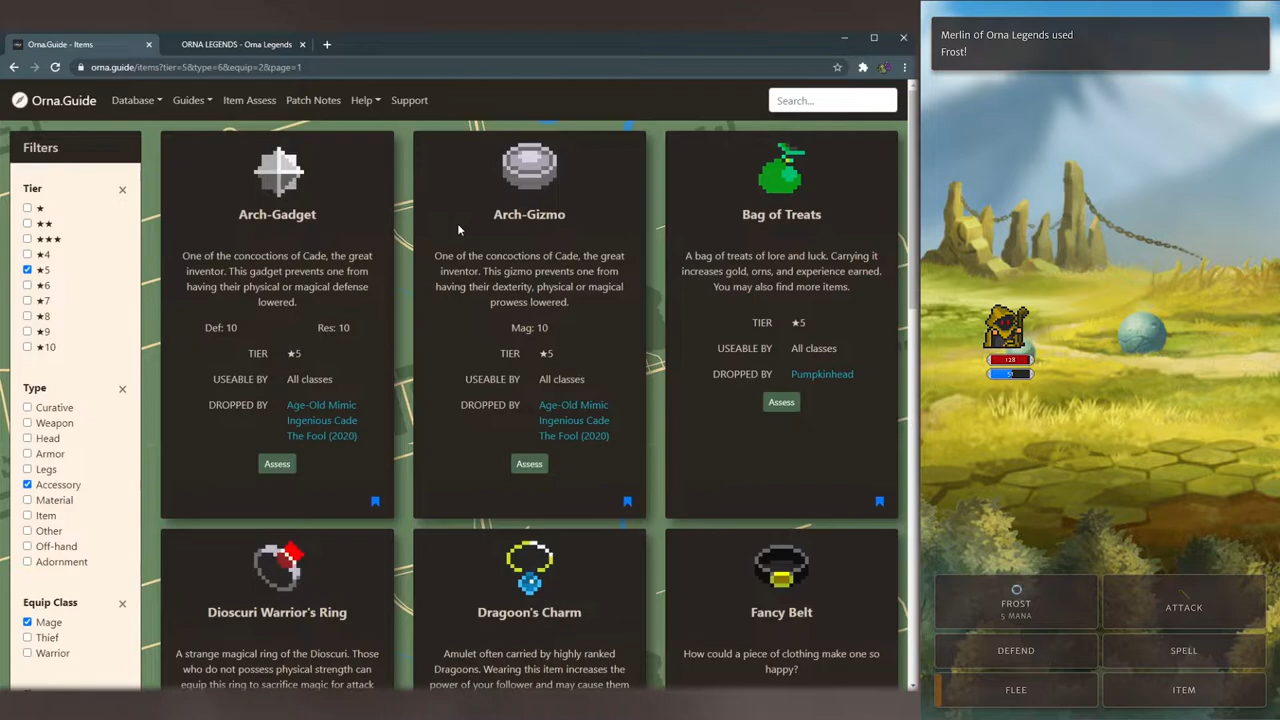 Orna.Guide - Items
ORNA LEGENDS - Orna Legends
orna.guide/items?tier=5&type=6&equip=2&page=1
Orna.Guide
Database
Guides
Item Assess
Patch Notes
Help
Support
Search...
Filters
Tier
★
★★
★★★
★4
★5
★6
★7
★8
★9
★10
Type
Curative
Weapon
Head
Armor
Legs
Accessory
Material
Item
Other
Off-hand
Adornment
Equip Class
Mage
Thief
Warrior
Arch-Gadget
One of the concoctions of Cade, the great
inventor. This gadget prevents one from
having their physical or magical defense
lowered.
Def: 10 Res: 10
TIER ★5
USEABLE BY All classes
DROPPED BY Age-Old Mimic
Ingenious Cade
The Fool (2020)
Assess
Arch-Gizmo
One of the concoctions of Cade, the great
inventor. This gizmo prevents one from
having their dexterity, physical or magical
prowess lowered.
Mag: 10
TIER ★5
USEABLE BY All classes
DROPPED BY Age-Old Mimic
Ingenious Cade
The Fool (2020)
Assess
Bag of Treats
A bag of treats of lore and luck. Carrying it
increases gold, orns, and experience earned.
You may also find more items.
TIER ★5
USEABLE BY All classes
DROPPED BY Pumpkinhead
Assess
Dioscuri Warrior's Ring
A strange magical ring of the Dioscuri. Those
who do not possess physical strength can
equip this ring to sacrifice magic for attack
Dragoon's Charm
Amulet often carried by highly ranked
Dragoons. Wearing this item increases the
power of your follower and may cause them
Fancy Belt
How could a piece of clothing make one so
happy?
Merlin of Orna Legends used
Frost!
128
FROST
5 MANA
ATTACK
DEFEND
SPELL
FLEE
ITEM